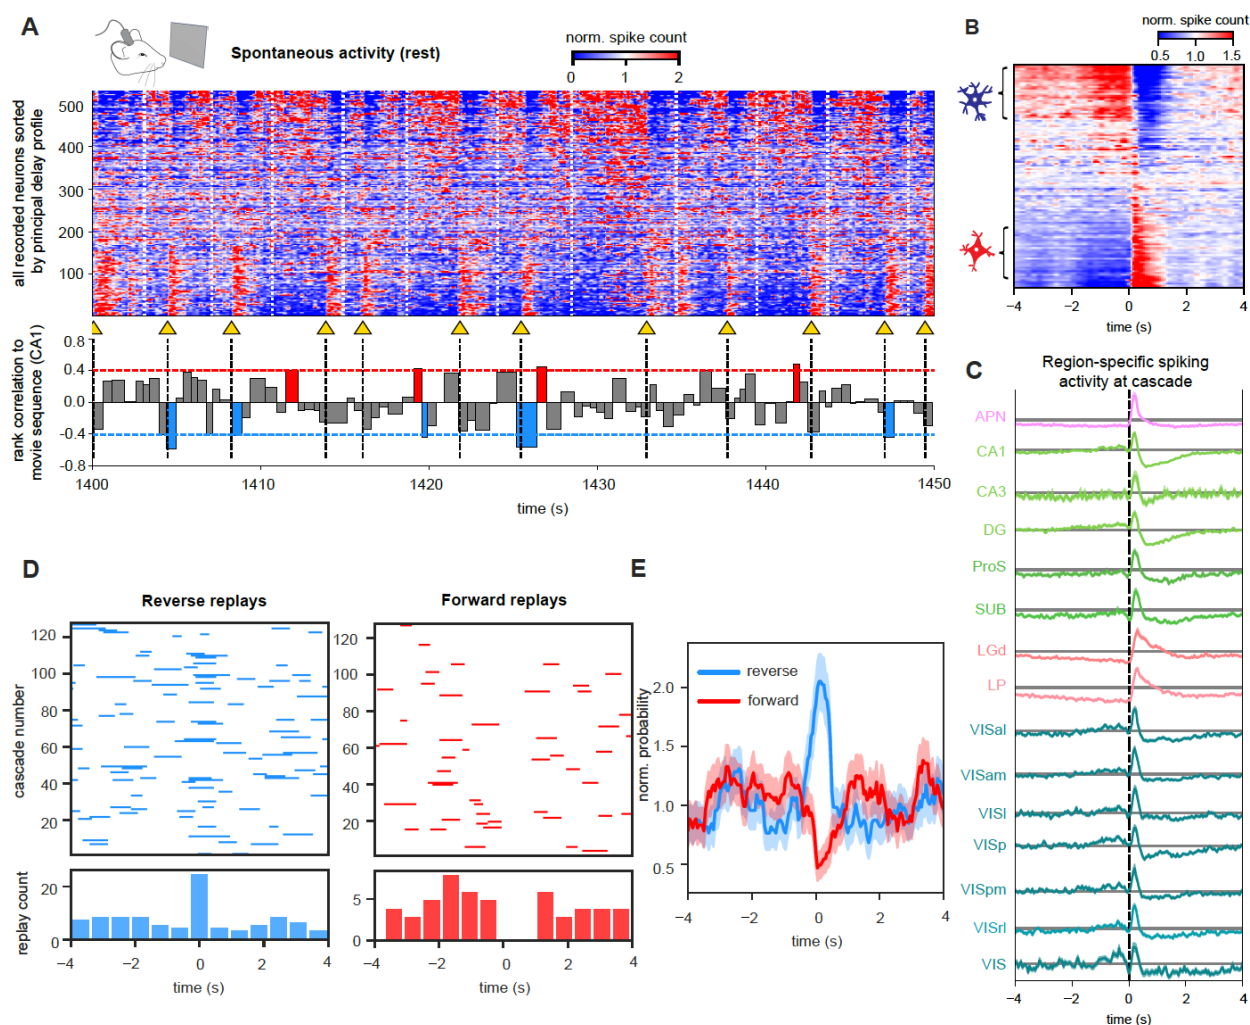 A
Spontaneous activity (rest)
norm. spike count
0 1 2
all recorded neurons sorted
by principal delay profile
500
400
300
200
100
rank correlation to
movie sequence (CA1)
0.8
0.4
0.0
−0.4
−0.8
1400 1410 1420 1430 1440 1450
time (s)
B
norm. spike count
0.5 1.0 1.5
−4 −2 0 2 4
time (s)
C
Region-specific spiking
activity at cascade
APN
CA1
CA3
DG
ProS
SUB
LGd
LP
VISal
VISam
VISl
VISp
VISpm
VISrl
VIS
−4 −2 0 2 4
time (s)
D
Reverse replays
cascade number
120
100
80
60
40
20
replay count
20
0
−4 −2 0 2 4
time (s)
Forward replays
120
100
80
60
40
20
5
0
−4 −2 0 2 4
time (s)
E
norm. probability
2.0
1.5
1.0
0.5
reverse
forward
−4 −2 0 2 4
time (s)